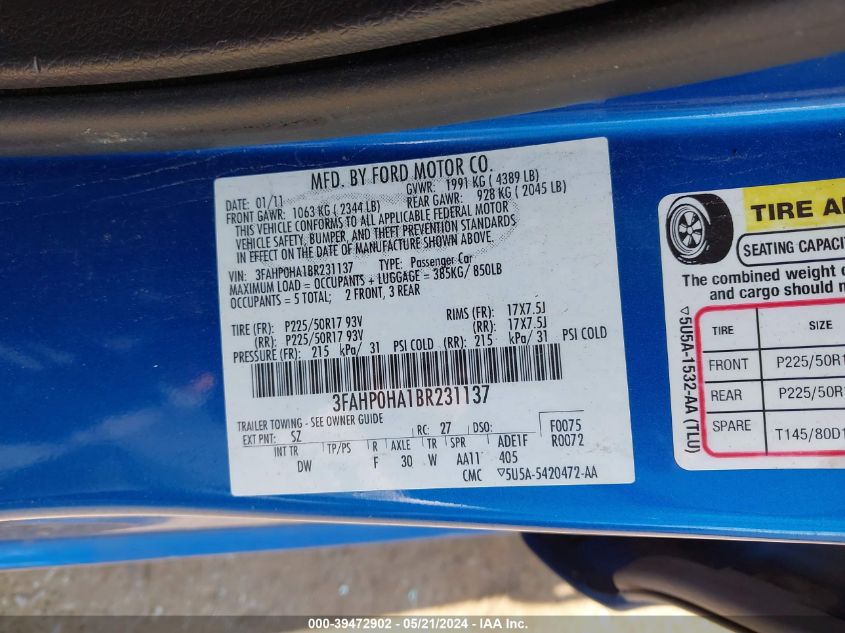 MFD. BY FORD MOTOR CO.
DATE: 01/11 GVWR: 1991 KG ( 4389 LB)
FRONT GAWR: 1063 KG ( 2344 LB) REAR GAWR: 928 KG ( 2045 LB)
THIS VEHICLE CONFORMS TO ALL APPLICABLE FEDERAL MOTOR
VEHICLE SAFETY, BUMPER, AND THEFT PREVENTION STANDARDS
IN EFFECT ON THE DATE OF MANUFACTURE SHOWN ABOVE.
VIN: 3FAHP0HA1BR231137 TYPE: Passenger Car
MAXIMUM LOAD = OCCUPANTS + LUGGAGE = 385KG/ 850LB
OCCUPANTS = 5 TOTAL; 2 FRONT, 3 REAR
TIRE (FR): P225/50R17 93V RIMS (FR): 17X7.5J
(RR): P225/50R17 93V (RR): 17X7.5J
PRESSURE (FR): 215 kPa/ 31 PSI COLD (RR): 215 kPa/ 31 PSI COLD
3FAHP0HA1BR231137
TRAILER TOWING - SEE OWNER GUIDE
EXT PNT: SZ RC: 27 DSO: F0075
INT TR TP/PS R AXLE TR SPR ADE1F R0072
DW F 30 W AA11 405
CMC 5U5A-5420472-AA
TIRE
SEATING CAPACIT
The combined weight
and cargo should
5U5A-1532-AA (TLU)
TIRE SIZE
FRONT P225/50R1
REAR P225/50R1
SPARE T145/80D1
000-39472902 - 05/21/2024 - IAA Inc.